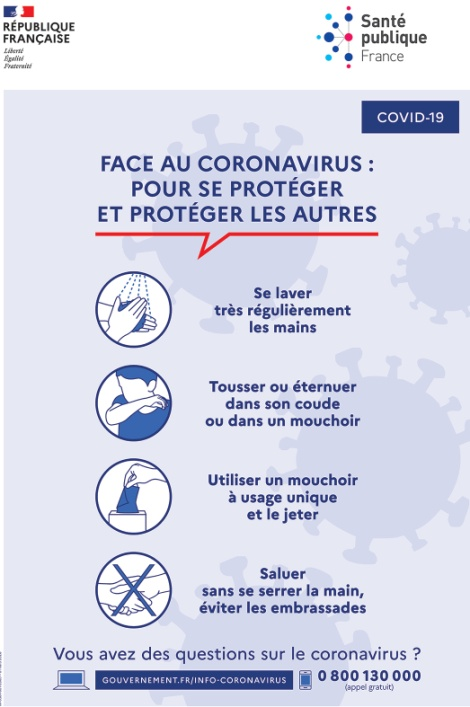 RÉPUBLIQUE
FRANÇAISE
Liberté
Égalité
Fraternité
Santé
publique
France
COVID-19
FACE AU CORONAVIRUS :
POUR SE PROTÉGER
ET PROTÉGER LES AUTRES
Se laver
très régulièrement
les mains
Tousser ou éternuer
dans son coude
ou dans un mouchoir
Utiliser un mouchoir
à usage unique
et le jeter
Saluer
sans se serrer la main,
éviter les embrassades
Vous avez des questions sur le coronavirus ?
GOUVERNEMENT.FR/INFO-CORONAVIRUS
0 800 130 000
(appel gratuit)